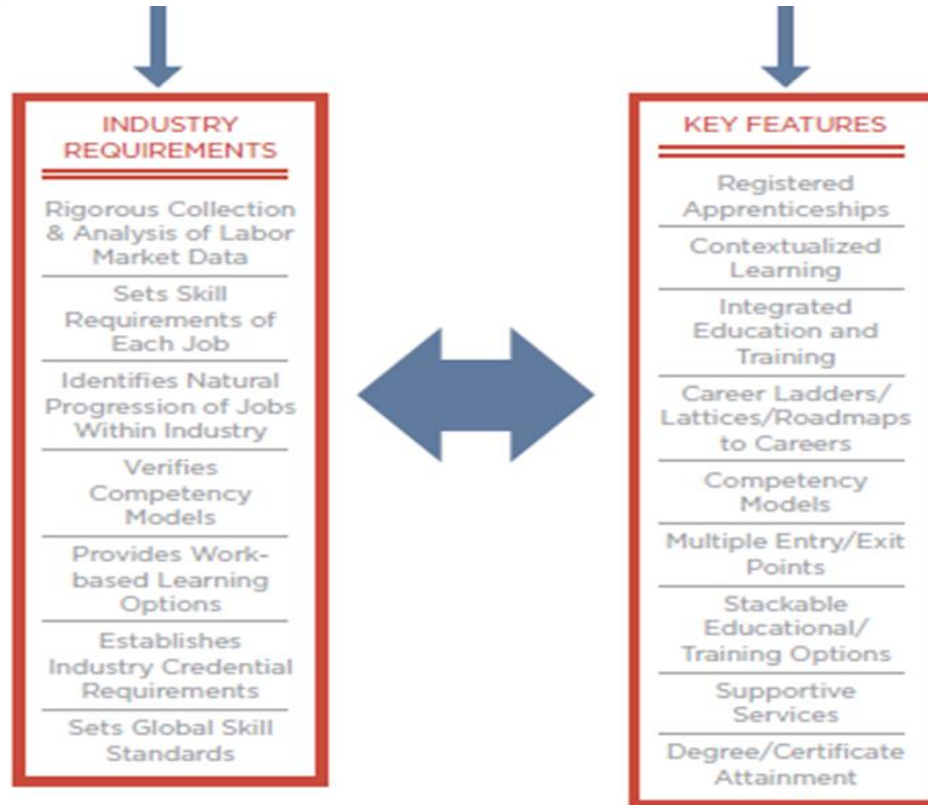 INDUSTRY
REQUIREMENTS
Rigorous Collection
& Analysis of Labor
Market Data
Sets Skill
Requirements of
Each Job
Identifies Natural
Progression of Jobs
Within Industry
Verifies
Competency
Models
Provides Work-
based Learning
Options
Establishes
Industry Credential
Requirements
Sets Global Skill
Standards
KEY FEATURES
Registered
Apprenticeships
Contextualized
Learning
Integrated
Education and
Training
Career Ladders/
Lattices/Roadmaps
to Careers
Competency
Models
Multiple Entry/Exit
Points
Stackable
Educational/
Training Options
Supportive
Services
Degree/Certificate
Attainment